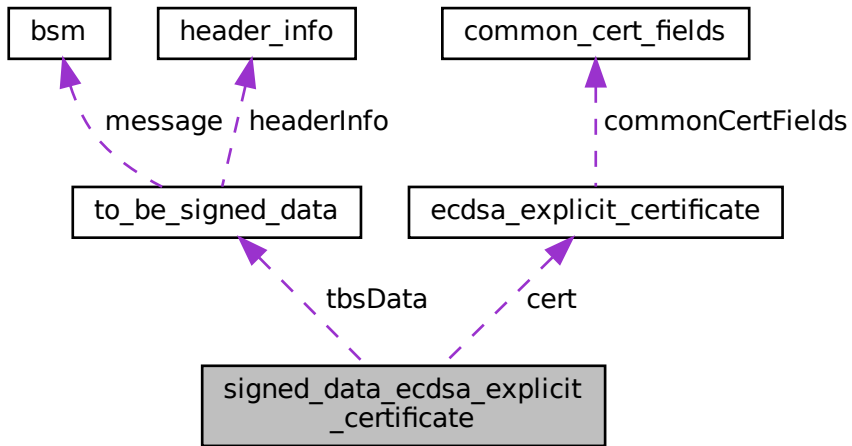 bsm
header_info
common_cert_fields
message
headerInfo
commonCertFields
to_be_signed_data
ecdsa_explicit_certificate
tbsData
cert
signed_data_ecdsa_explicit
_certificate